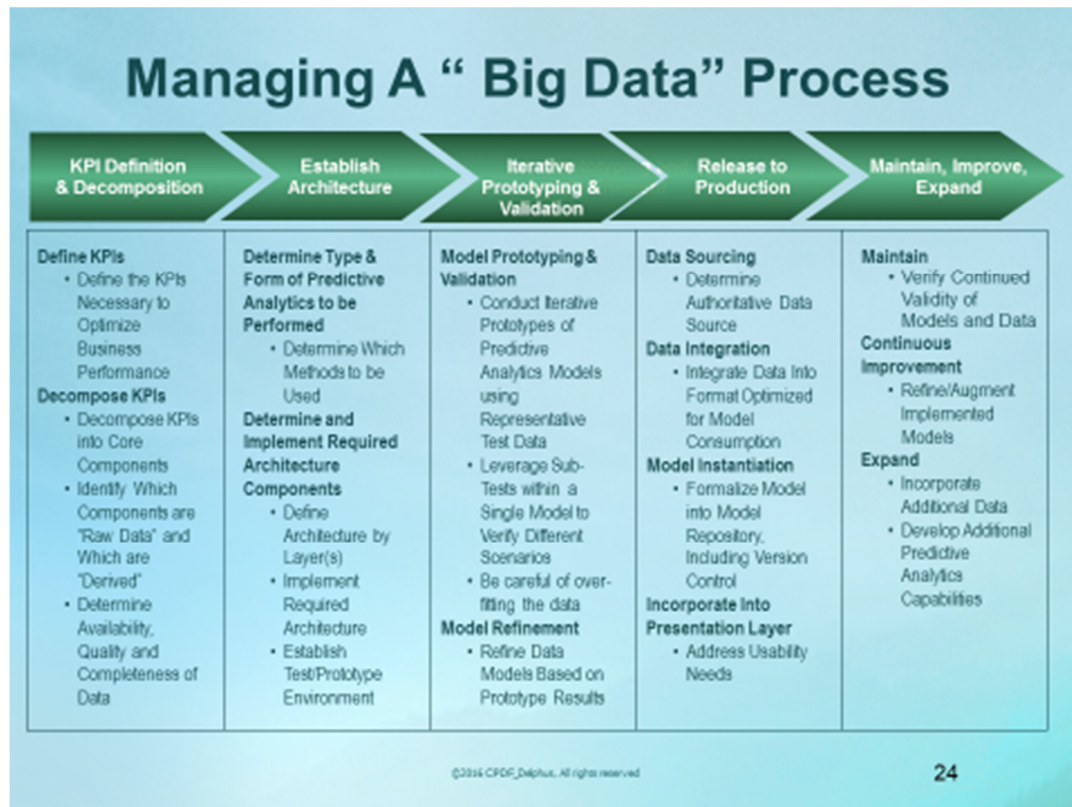 Managing A “ Big Data” Process
KPI Definition
& Decomposition
Establish
Architecture
Iterative
Prototyping &
Validation
Release to
Production
Maintain, Improve,
Expand
Define KPIs
• Define the KPIs
Necessary to
Optimize
Business
Performance
Decompose KPIs
• Decompose KPIs
into Core
Components
• Identify Which
Components are
"Raw Data" and
Which are
"Derived"
• Determine
Availability,
Quality and
Completeness of
Data
Determine Type &
Form of Predictive
Analytics to be
Performed
• Determine Which
Methods to be
Used
Determine and
Implement Required
Architecture
Components
• Define
Architecture by
Layer(s)
• Implement
Required
Architecture
• Establish
Test/Prototype
Environment
Model Prototyping &
Validation
• Conduct Iterative
Prototypes of
Predictive
Analytics Models
using
Representative
Test Data
• Leverage Sub-
Tests within a
Single Model to
Verify Different
Scenarios
• Be careful of over-
fitting the data
Model Refinement
• Refine Data
Models Based on
Prototype Results
Data Sourcing
• Determine
Authoritative Data
Source
Data Integration
• Integrate Data Into
Format Optimized
for Model
Consumption
Model Instantiation
• Formalize Model
into Model
Repository,
Including Version
Control
Incorporate Into
Presentation Layer
• Address Usability
Needs
Maintain
• Verify Continued
Validity of
Models and Data
Continuous
Improvement
• Refine/Augment
Implemented
Models
Expand
• Incorporate
Additional Data
• Develop Additional
Predictive
Analytics
Capabilities
©2016 CPDF_Delphus, All rights reserved
24